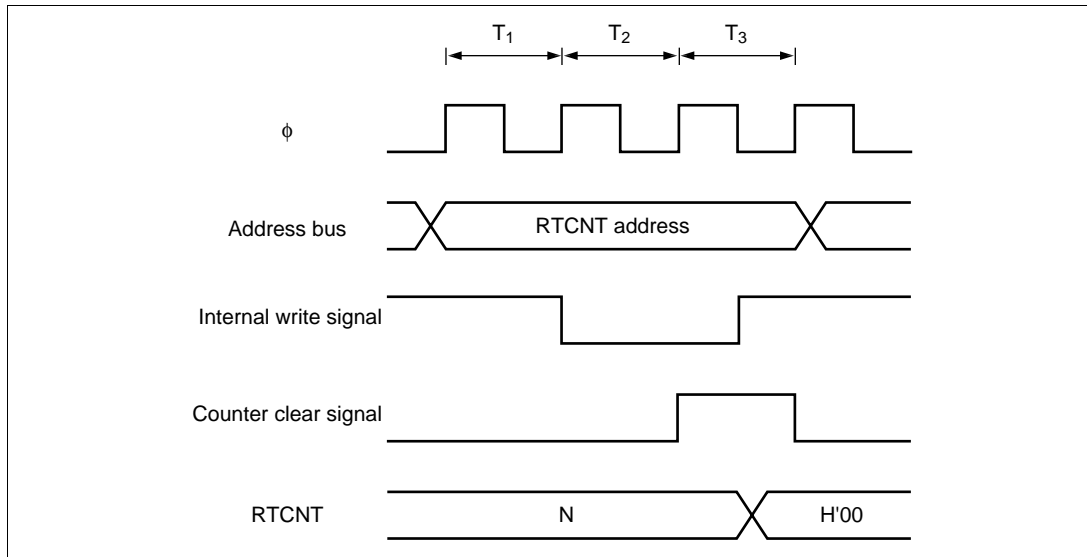 T1 T2 T3
ϕ
Address bus RTCNT address
Internal write signal
Counter clear signal
RTCNT N H'00